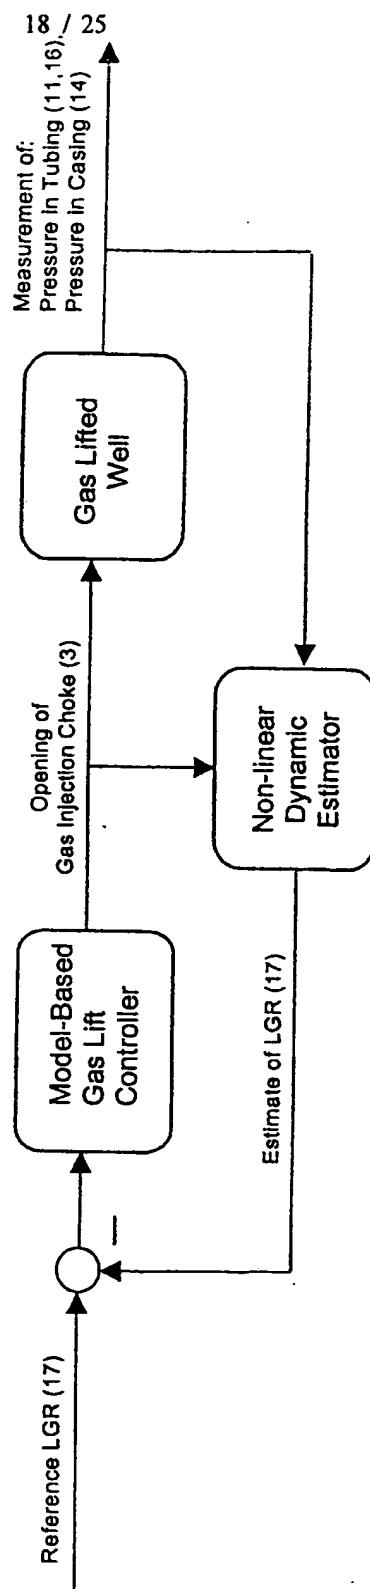 18 / 25
Measurement of:
Pressure in Tubing (11,16),
Pressure in Casing (14)
Gas Lifted
Well
Opening of
Gas Injection Choke (3)
Non-linear
Dynamic
Estimator
Model-Based
Gas Lift
Controller
Estimate of LGR (17)
Reference LGR (17)